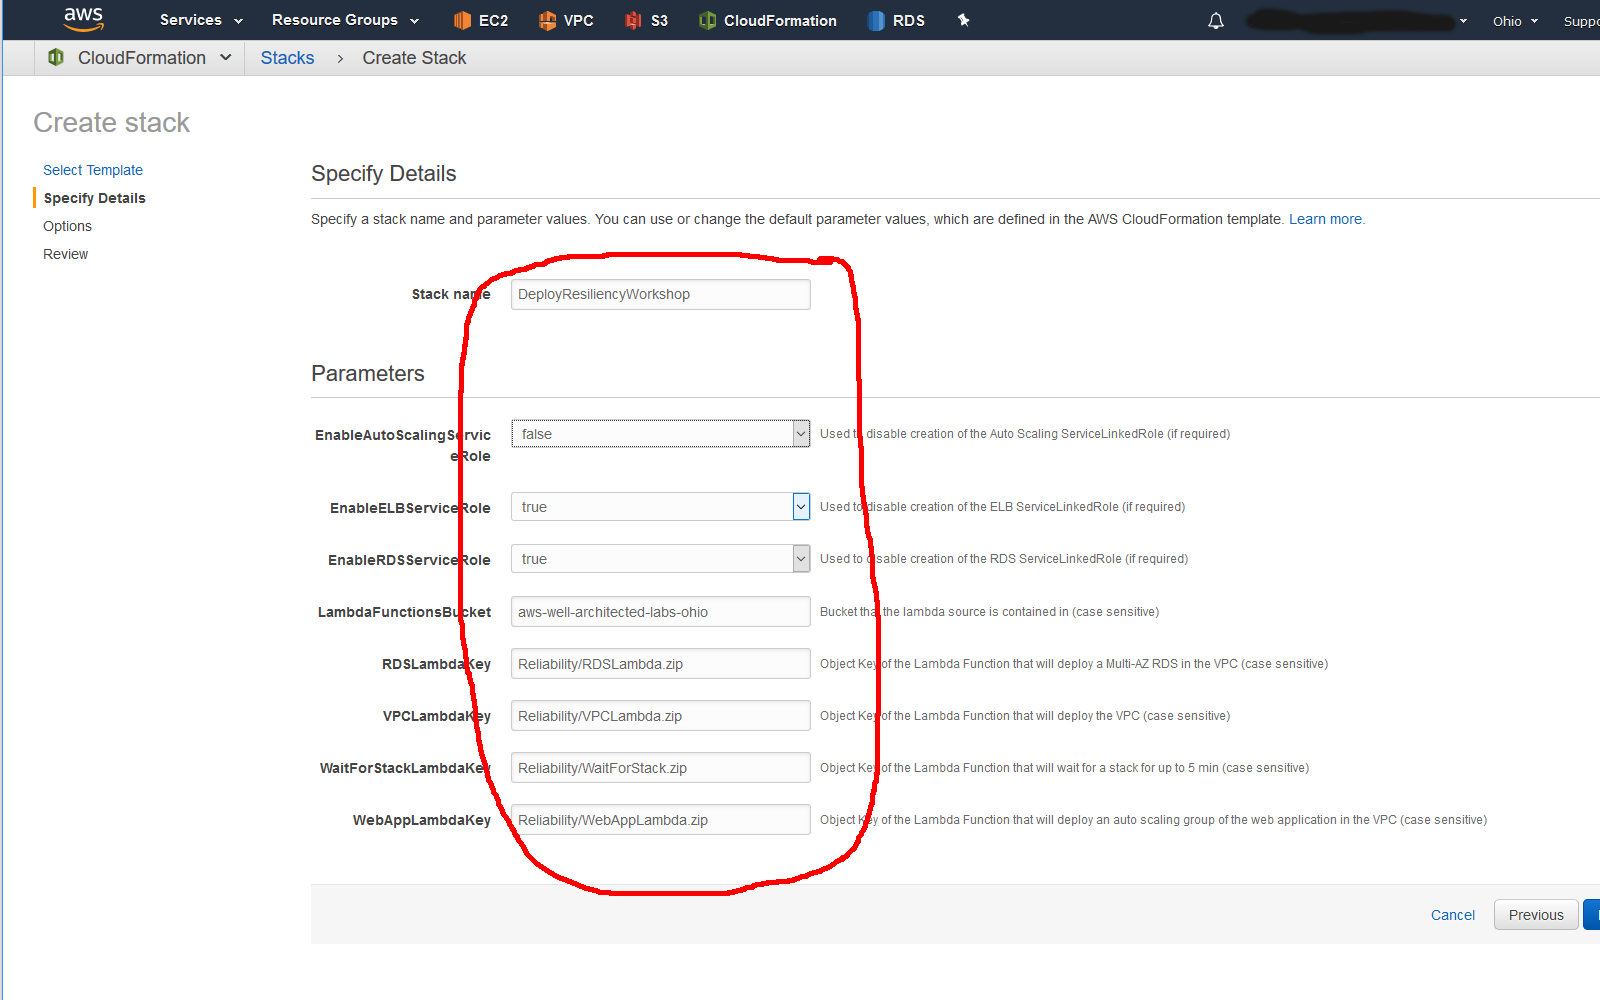 aws Services Resource Groups EC2 VPC S3 CloudFormation RDS Ohio Suppo
CloudFormation Stacks > Create Stack
Create stack
Select Template
Specify Details
Options
Review
Specify Details
Specify a stack name and parameter values. You can use or change the default parameter values, which are defined in the AWS CloudFormation template. Learn more.
Stack name DeployResiliencyWorkshop
Parameters
EnableAutoScalingServic
eRole
false Used to disable creation of the Auto Scaling ServiceLinkedRole (if required)
EnableELBServiceRole true Used to disable creation of the ELB ServiceLinkedRole (if required)
EnableRDSServiceRole true Used to disable creation of the RDS ServiceLinkedRole (if required)
LambdaFunctionsBucket aws-well-architected-labs-ohio Bucket that the lambda source is contained in (case sensitive)
RDSLambdaKey Reliability/RDSLambda.zip Object Key of the Lambda Function that will deploy a Multi-AZ RDS in the VPC (case sensitive)
VPCLambdaKey Reliability/VPCLambda.zip Object Key of the Lambda Function that will deploy the VPC (case sensitive)
WaitForStackLambdaKey Reliability/WaitForStack.zip Object Key of the Lambda Function that will wait for a stack for up to 5 min (case sensitive)
WebAppLambdaKey Reliability/WebAppLambda.zip Object Key of the Lambda Function that will deploy an auto scaling group of the web application in the VPC (case sensitive)
Cancel Previous